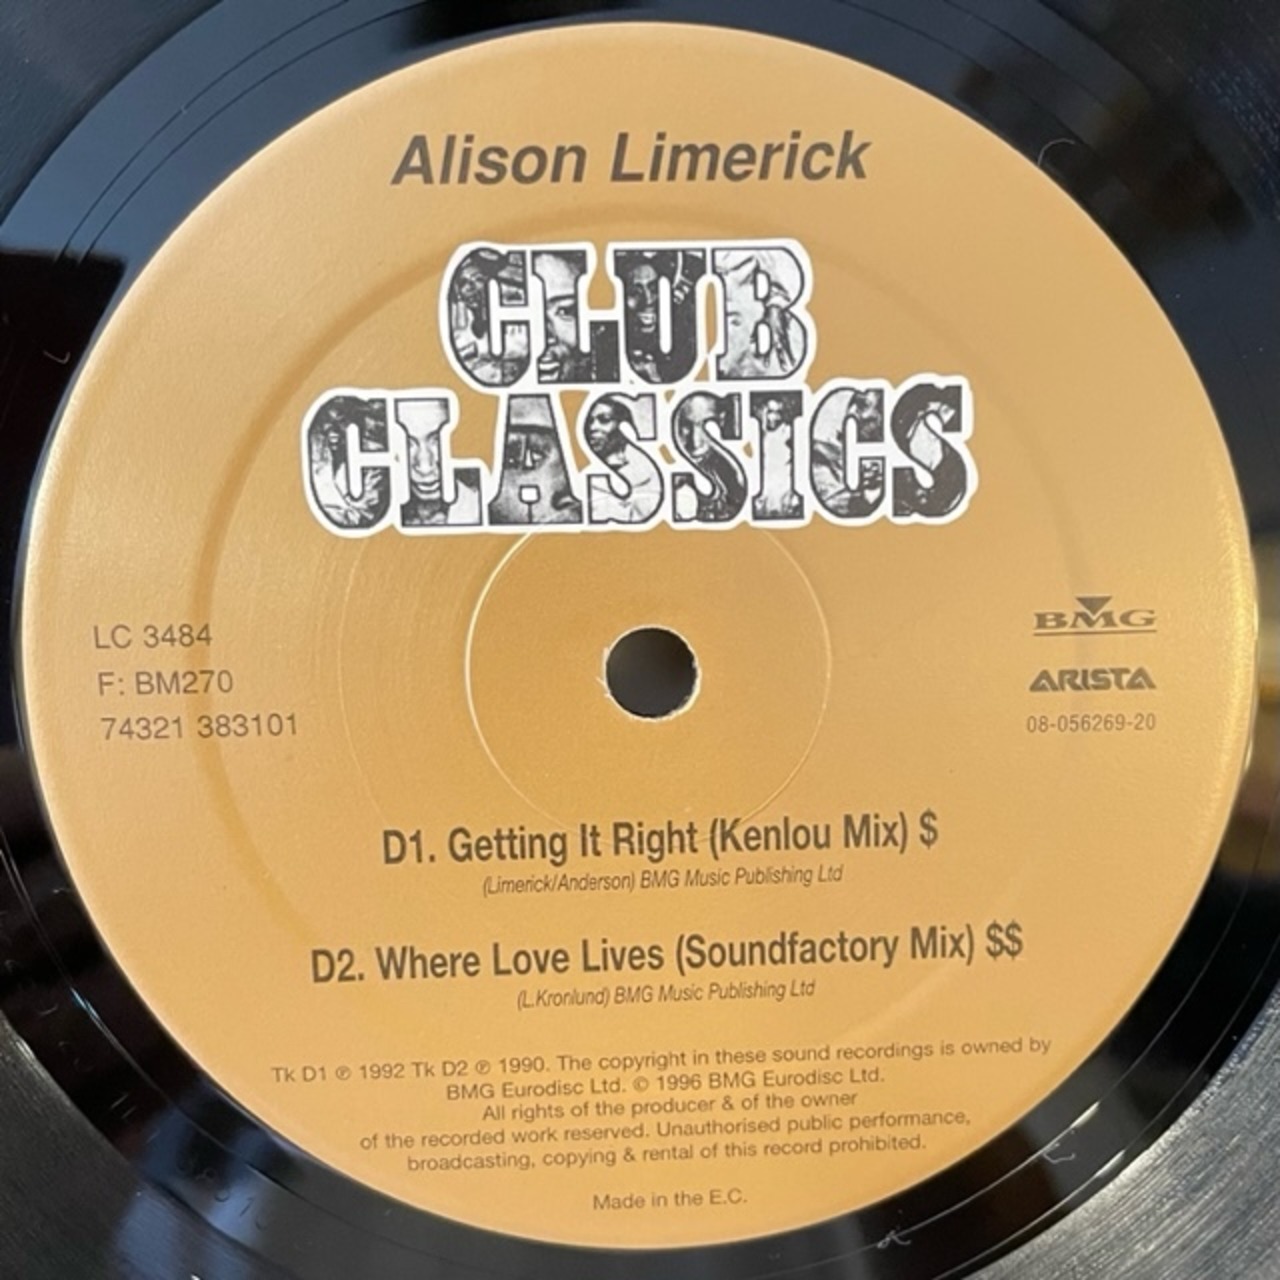 Alison Limerick
CLUB
CLASSICS
LC 3484
F: BM270
74321 383101
BMG
ARISTA
08-056269-20
D1. Getting It Right (Kenlou Mix) $
(Limerick/Anderson) BMG Music Publishing Ltd
D2. Where Love Lives (Soundfactory Mix) $$
(L.Kronlund) BMG Music Publishing Ltd
Tk D1 ℗ 1992 Tk D2 ℗ 1990. The copyright in these sound recordings is owned by
BMG Eurodisc Ltd. © 1996 BMG Eurodisc Ltd.
All rights of the producer & of the owner
of the recorded work reserved. Unauthorised public performance,
broadcasting, copying & rental of this record prohibited.
Made in the E.C.